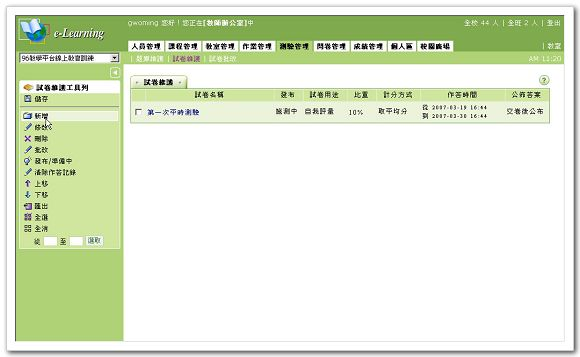 e-Learning
gwoming 您好！您正在[教師辦公室]中
全校 44 人 | 全班 2 人 | 登出
人員管理 課程管理 教室管理 作業管理 測驗管理 問卷管理 成績管理 個人區 校園廣場
| 教室
| 題庫維護 | 試卷維護 | 試卷批改
AM 11:20
96數學平台線上教育訓練
試卷維護工具列
儲存
新增
修改
刪除
批改
發布/準備中
清除作答記錄
上移
下移
匯出
全選
全消
從 至 選取
試卷維護
試卷名稱 發布 試卷用途 比重 計分方式 作答時間 公佈答案
第一次平時測驗 施測中 自我評量 10% 取平均分 從 2007-03-19 16:44
到 2007-03-30 16:44 交卷後公布